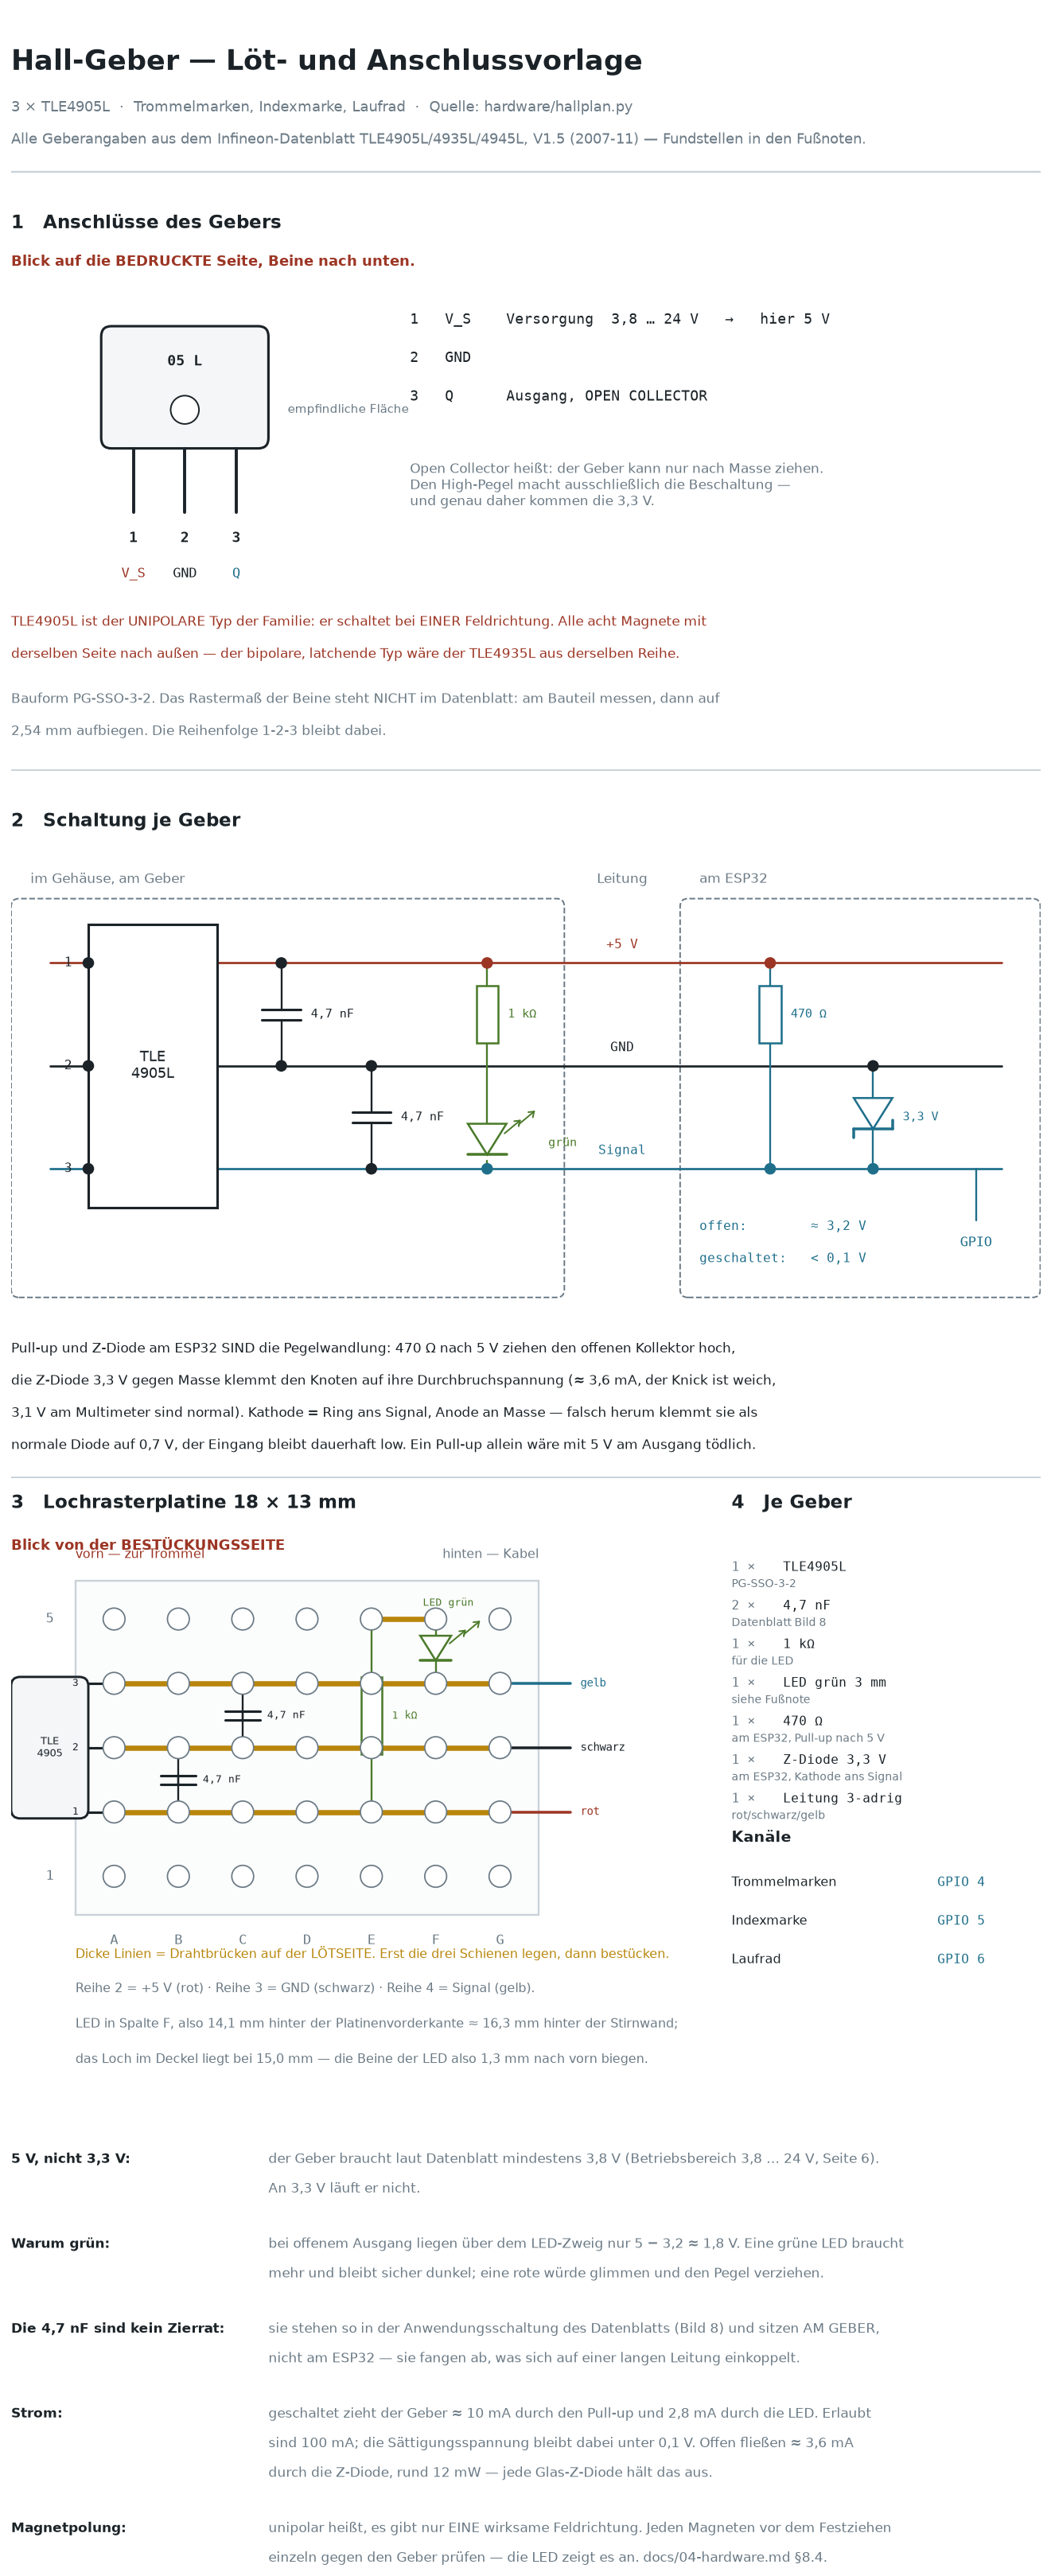 Hall-Geber — Löt- und Anschlussvorlage
3 × TLE4905L · Trommelmarken, Indexmarke, Laufrad · Quelle: hardware/hallplan.py
Alle Geberangaben aus dem Infineon-Datenblatt TLE4905L/4935L/4945L, V1.5 (2007-11) — Fundstellen in den Fußnoten.
1 Anschlüsse des Gebers
Blick auf die BEDRUCKTE Seite, Beine nach unten.
05 L
empfindliche Fläche
1 2 3
V_S GND Q
1 V_S Versorgung 3,8 … 24 V → hier 5 V
2 GND
3 Q Ausgang, OPEN COLLECTOR
Open Collector heißt: der Geber kann nur nach Masse ziehen.
Den High-Pegel macht ausschließlich die Beschaltung —
und genau daher kommen die 3,3 V.
TLE4905L ist der UNIPOLARE Typ der Familie: er schaltet bei EINER Feldrichtung. Alle acht Magnete mit
derselben Seite nach außen — der bipolare, latchende Typ wäre der TLE4935L aus derselben Reihe.
Bauform PG-SSO-3-2. Das Rastermaß der Beine steht NICHT im Datenblatt: am Bauteil messen, dann auf
2,54 mm aufbiegen. Die Reihenfolge 1-2-3 bleibt dabei.
2 Schaltung je Geber
im Gehäuse, am Geber
Leitung
am ESP32
+5 V
1
4,7 nF
1 kΩ
470 Ω
GND
2
TLE
4905L
4,7 nF
3,3 V
grün
Signal
3
offen: ≈ 3,2 V
GPIO
geschaltet: < 0,1 V
Pull-up und Z-Diode am ESP32 SIND die Pegelwandlung: 470 Ω nach 5 V ziehen den offenen Kollektor hoch,
die Z-Diode 3,3 V gegen Masse klemmt den Knoten auf ihre Durchbruchspannung (≈ 3,6 mA, der Knick ist weich,
3,1 V am Multimeter sind normal). Kathode = Ring ans Signal, Anode an Masse — falsch herum klemmt sie als
normale Diode auf 0,7 V, der Eingang bleibt dauerhaft low. Ein Pull-up allein wäre mit 5 V am Ausgang tödlich.
3 Lochrasterplatine 18 × 13 mm
Blick von der BESTÜCKUNGSSEITE
vorn — zur Trommel
hinten — Kabel
LED grün
5
3
gelb
4,7 nF
1 kΩ
TLE
4905
2
schwarz
4,7 nF
1
rot
1
A B C D E F G
Dicke Linien = Drahtbrücken auf der LÖTSEITE. Erst die drei Schienen legen, dann bestücken.
Reihe 2 = +5 V (rot) · Reihe 3 = GND (schwarz) · Reihe 4 = Signal (gelb).
LED in Spalte F, also 14,1 mm hinter der Platinenvorderkante ≈ 16,3 mm hinter der Stirnwand;
das Loch im Deckel liegt bei 15,0 mm — die Beine der LED also 1,3 mm nach vorn biegen.
4 Je Geber
1 × TLE4905L
PG-SSO-3-2
2 × 4,7 nF
Datenblatt Bild 8
1 × 1 kΩ
für die LED
1 × LED grün 3 mm
siehe Fußnote
1 × 470 Ω
am ESP32, Pull-up nach 5 V
1 × Z-Diode 3,3 V
am ESP32, Kathode ans Signal
1 × Leitung 3-adrig
rot/schwarz/gelb
Kanäle
Trommelmarken GPIO 4
Indexmarke GPIO 5
Laufrad GPIO 6
5 V, nicht 3,3 V: der Geber braucht laut Datenblatt mindestens 3,8 V (Betriebsbereich 3,8 … 24 V, Seite 6).
An 3,3 V läuft er nicht.
Warum grün: bei offenem Ausgang liegen über dem LED-Zweig nur 5 − 3,2 ≈ 1,8 V. Eine grüne LED braucht
mehr und bleibt sicher dunkel; eine rote würde glimmen und den Pegel verziehen.
Die 4,7 nF sind kein Zierrat: sie stehen so in der Anwendungsschaltung des Datenblatts (Bild 8) und sitzen AM GEBER,
nicht am ESP32 — sie fangen ab, was sich auf einer langen Leitung einkoppelt.
Strom: geschaltet zieht der Geber ≈ 10 mA durch den Pull-up und 2,8 mA durch die LED. Erlaubt
sind 100 mA; die Sättigungsspannung bleibt dabei unter 0,1 V. Offen fließen ≈ 3,6 mA
durch die Z-Diode, rund 12 mW — jede Glas-Z-Diode hält das aus.
Magnetpolung: unipolar heißt, es gibt nur EINE wirksame Feldrichtung. Jeden Magneten vor dem Festziehen
einzeln gegen den Geber prüfen — die LED zeigt es an. docs/04-hardware.md §8.4.